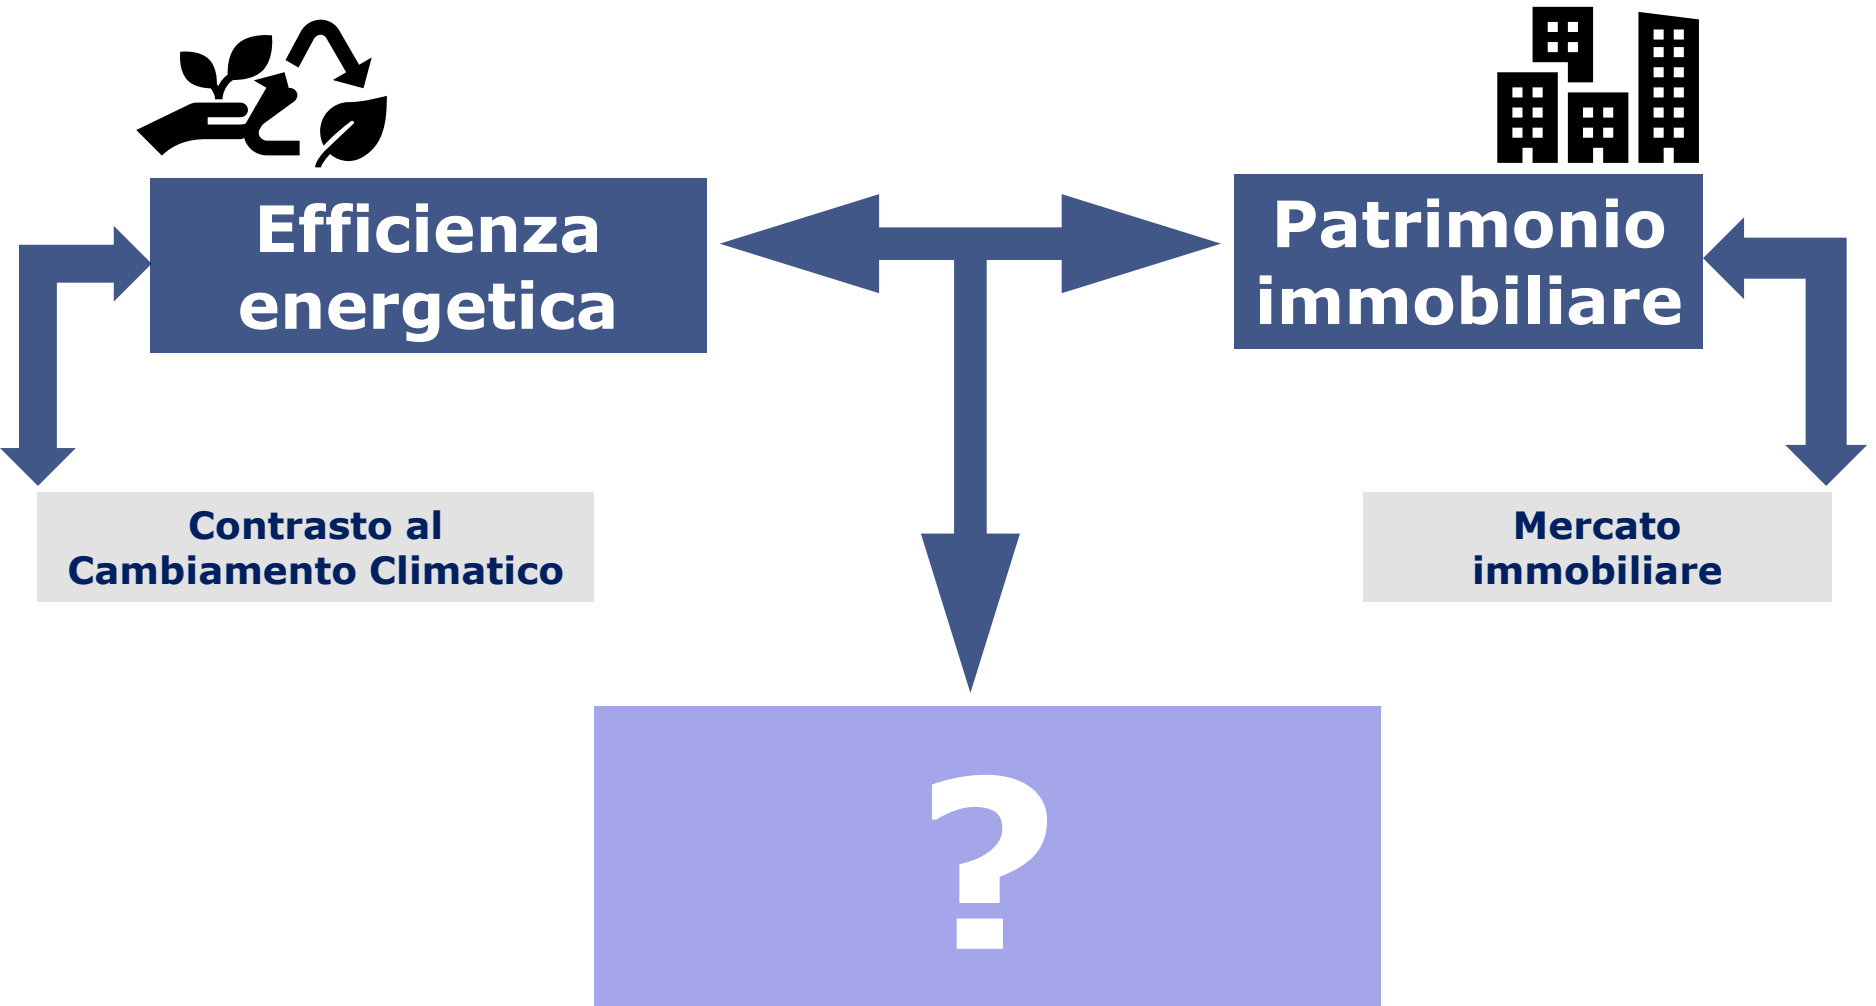 Efficienza
energetica
Patrimonio
immobiliare
Contrasto al
Cambiamento Climatico
Mercato
immobiliare
?